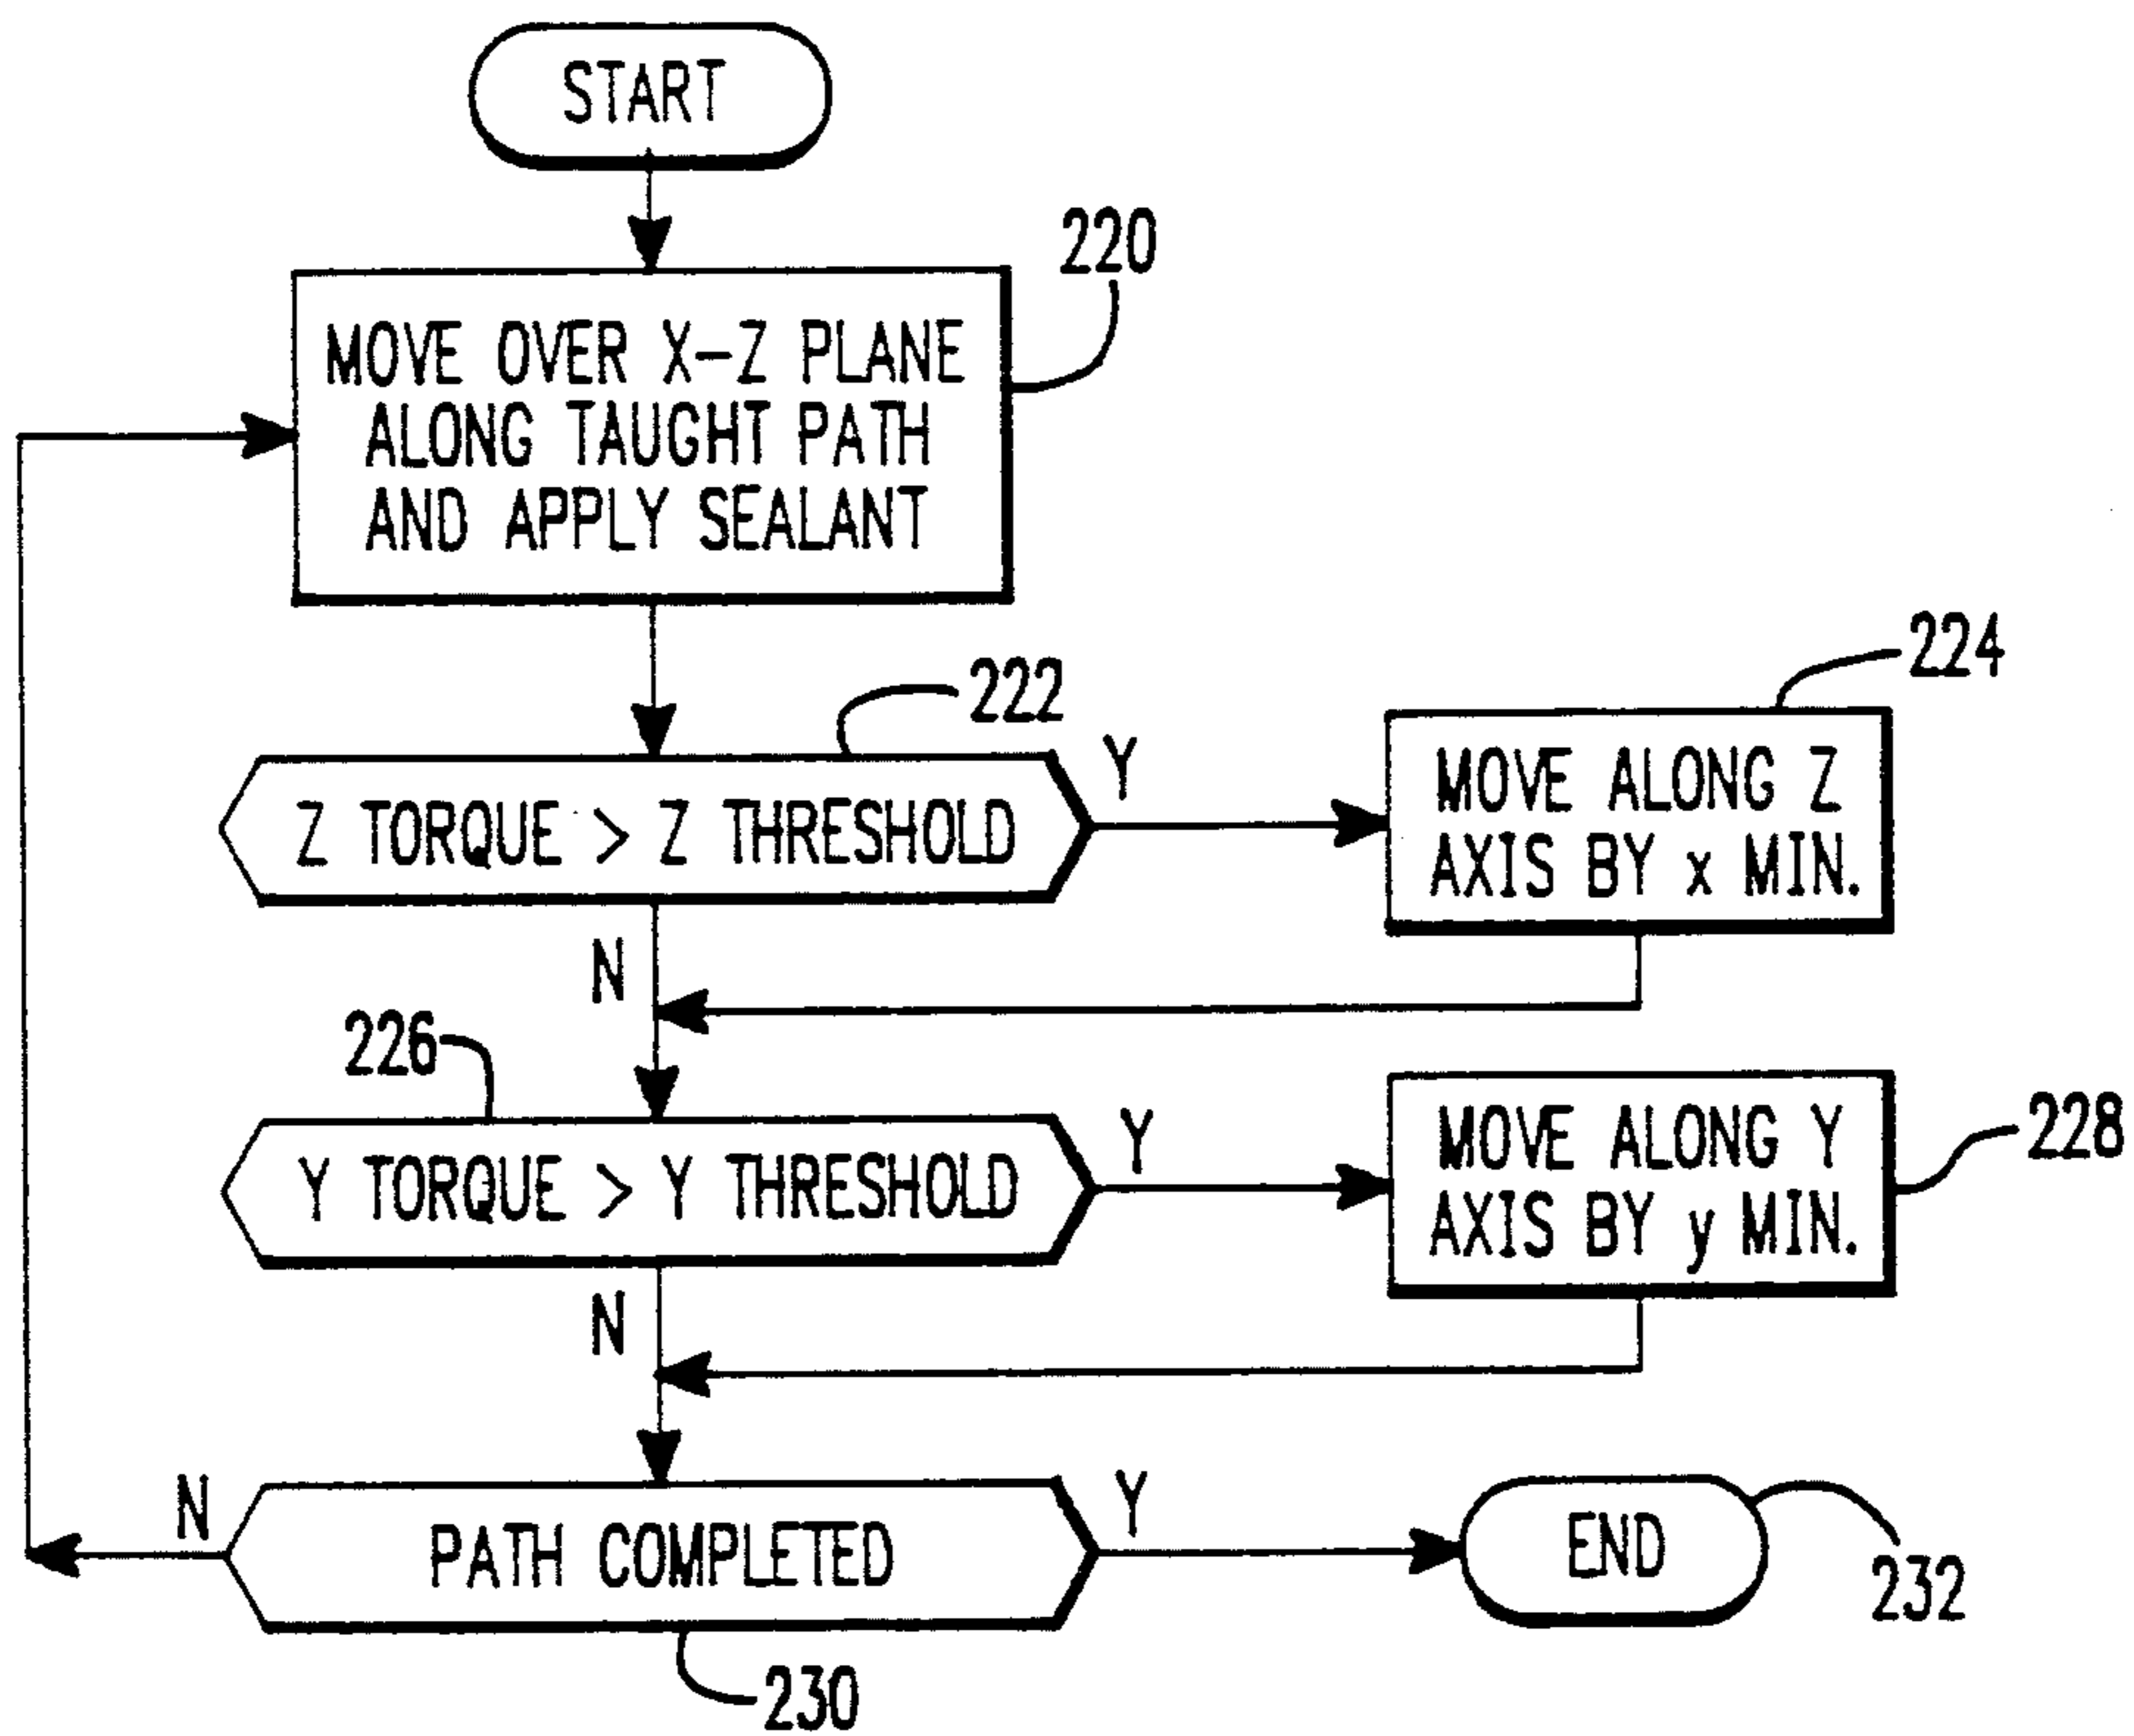 START
220
MOVE OVER X-Z PLANE
ALONG TAUGHT PATH
AND APPLY SEALANT
222
224
Z TORQUE > Z THRESHOLD
Y
MOVE ALONG Z
AXIS BY x MIN.
N
226
Y TORQUE > Y THRESHOLD
Y
MOVE ALONG Y
AXIS BY y MIN.
228
N
N
PATH COMPLETED
Y
END
232
230